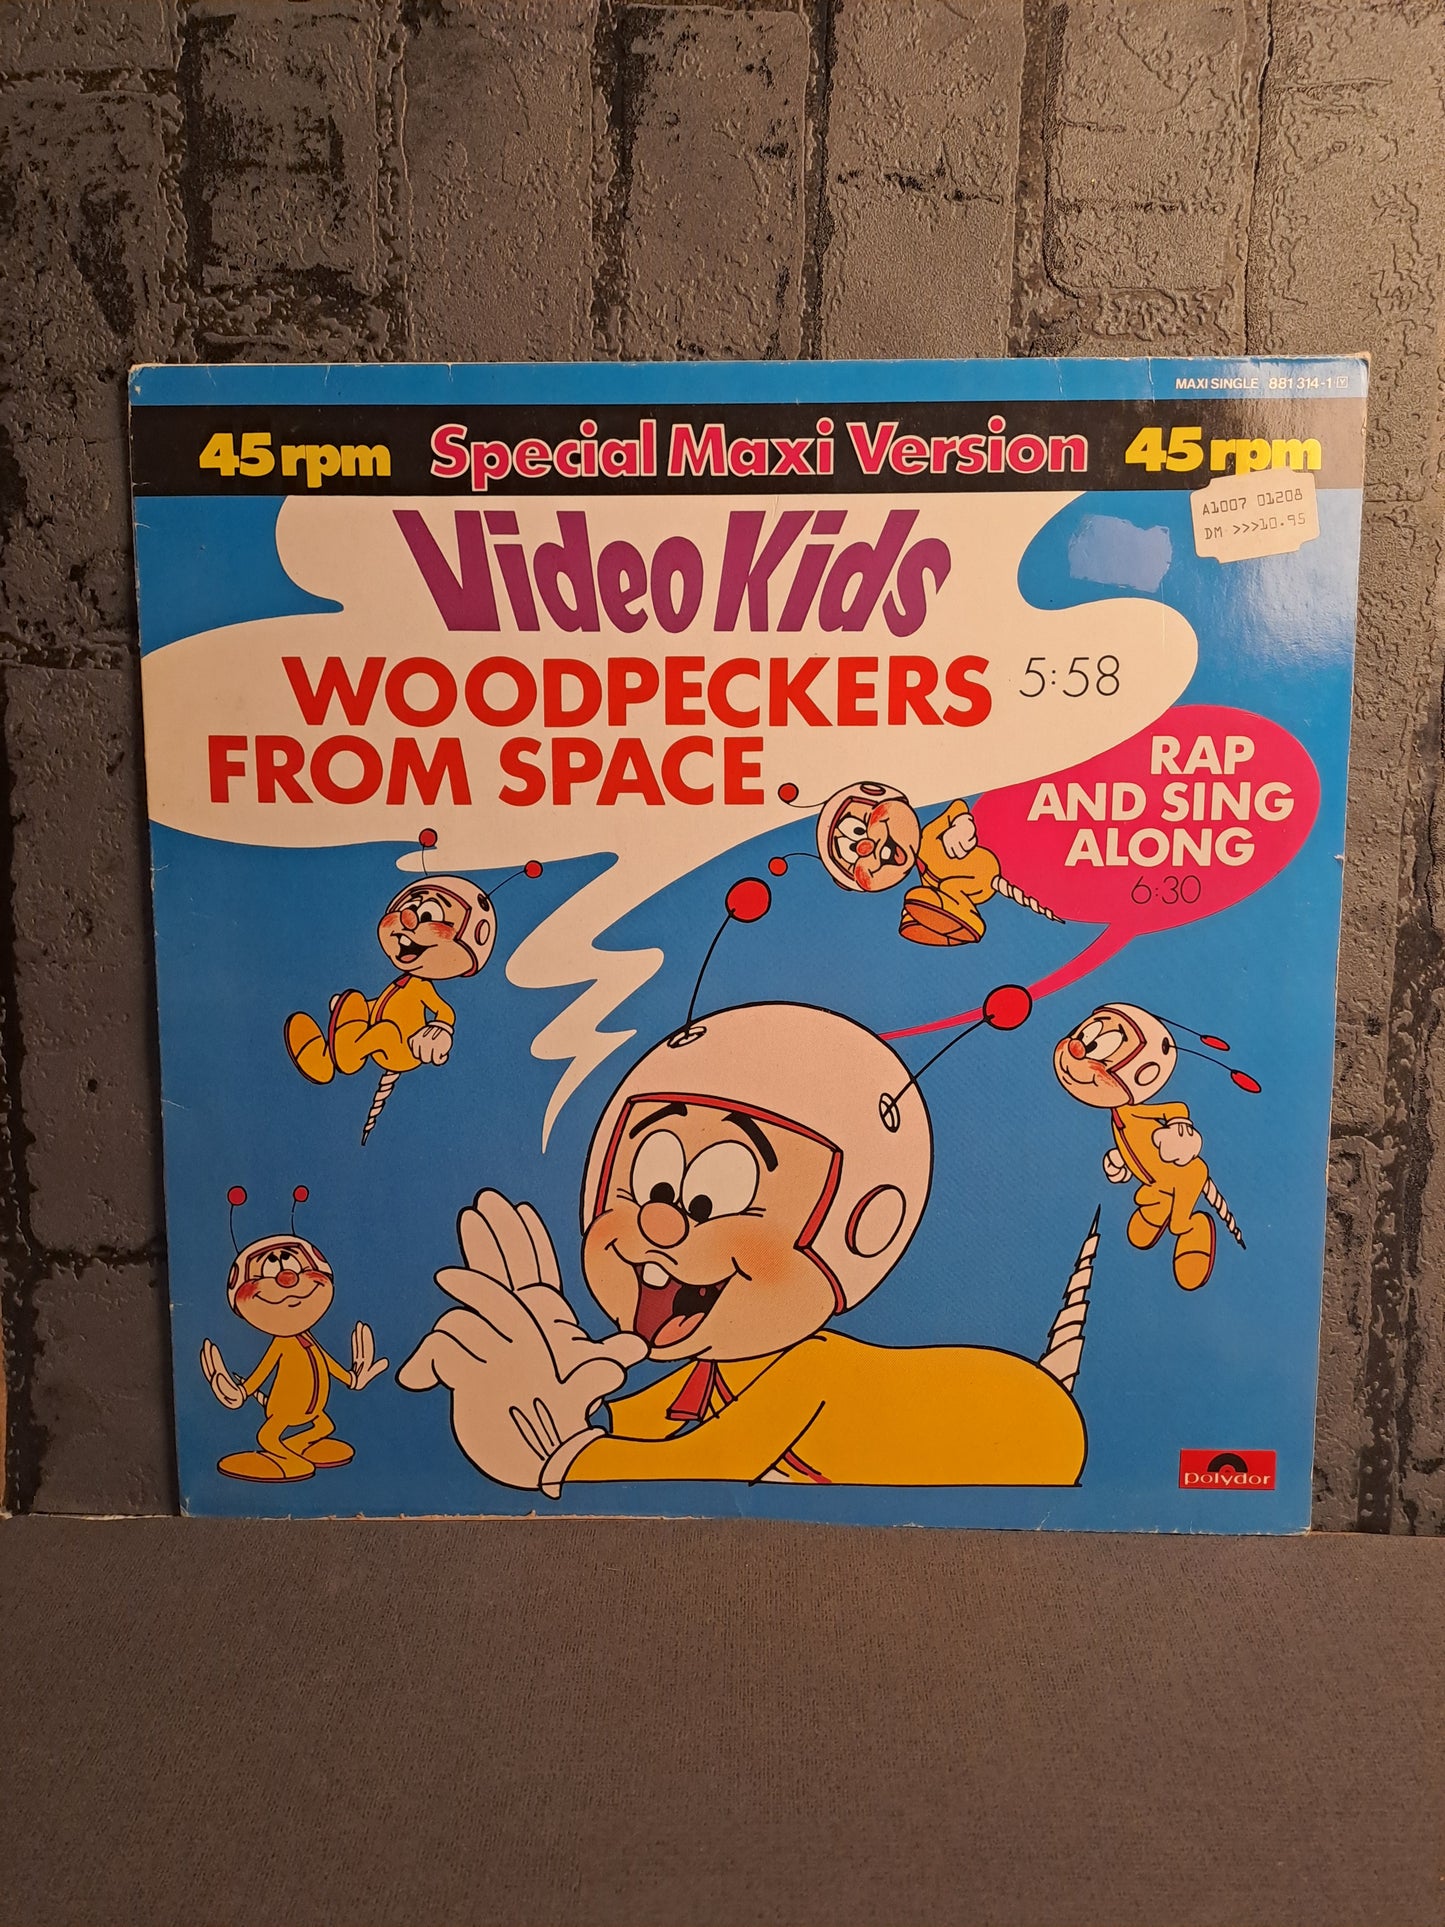 MAXI SINGLE 881 314-1 Y
45 rpm Special Maxi Version 45 rpm
A1007 01208
DM >>>10.95
Video Kids
WOODPECKERS 5:58
FROM SPACE
RAP
AND SING
ALONG
6:30
polydor